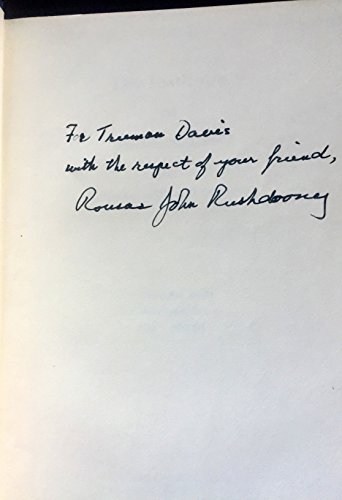 For Truman Davis
with the respect of your friend,
Rousas John Rushdoony